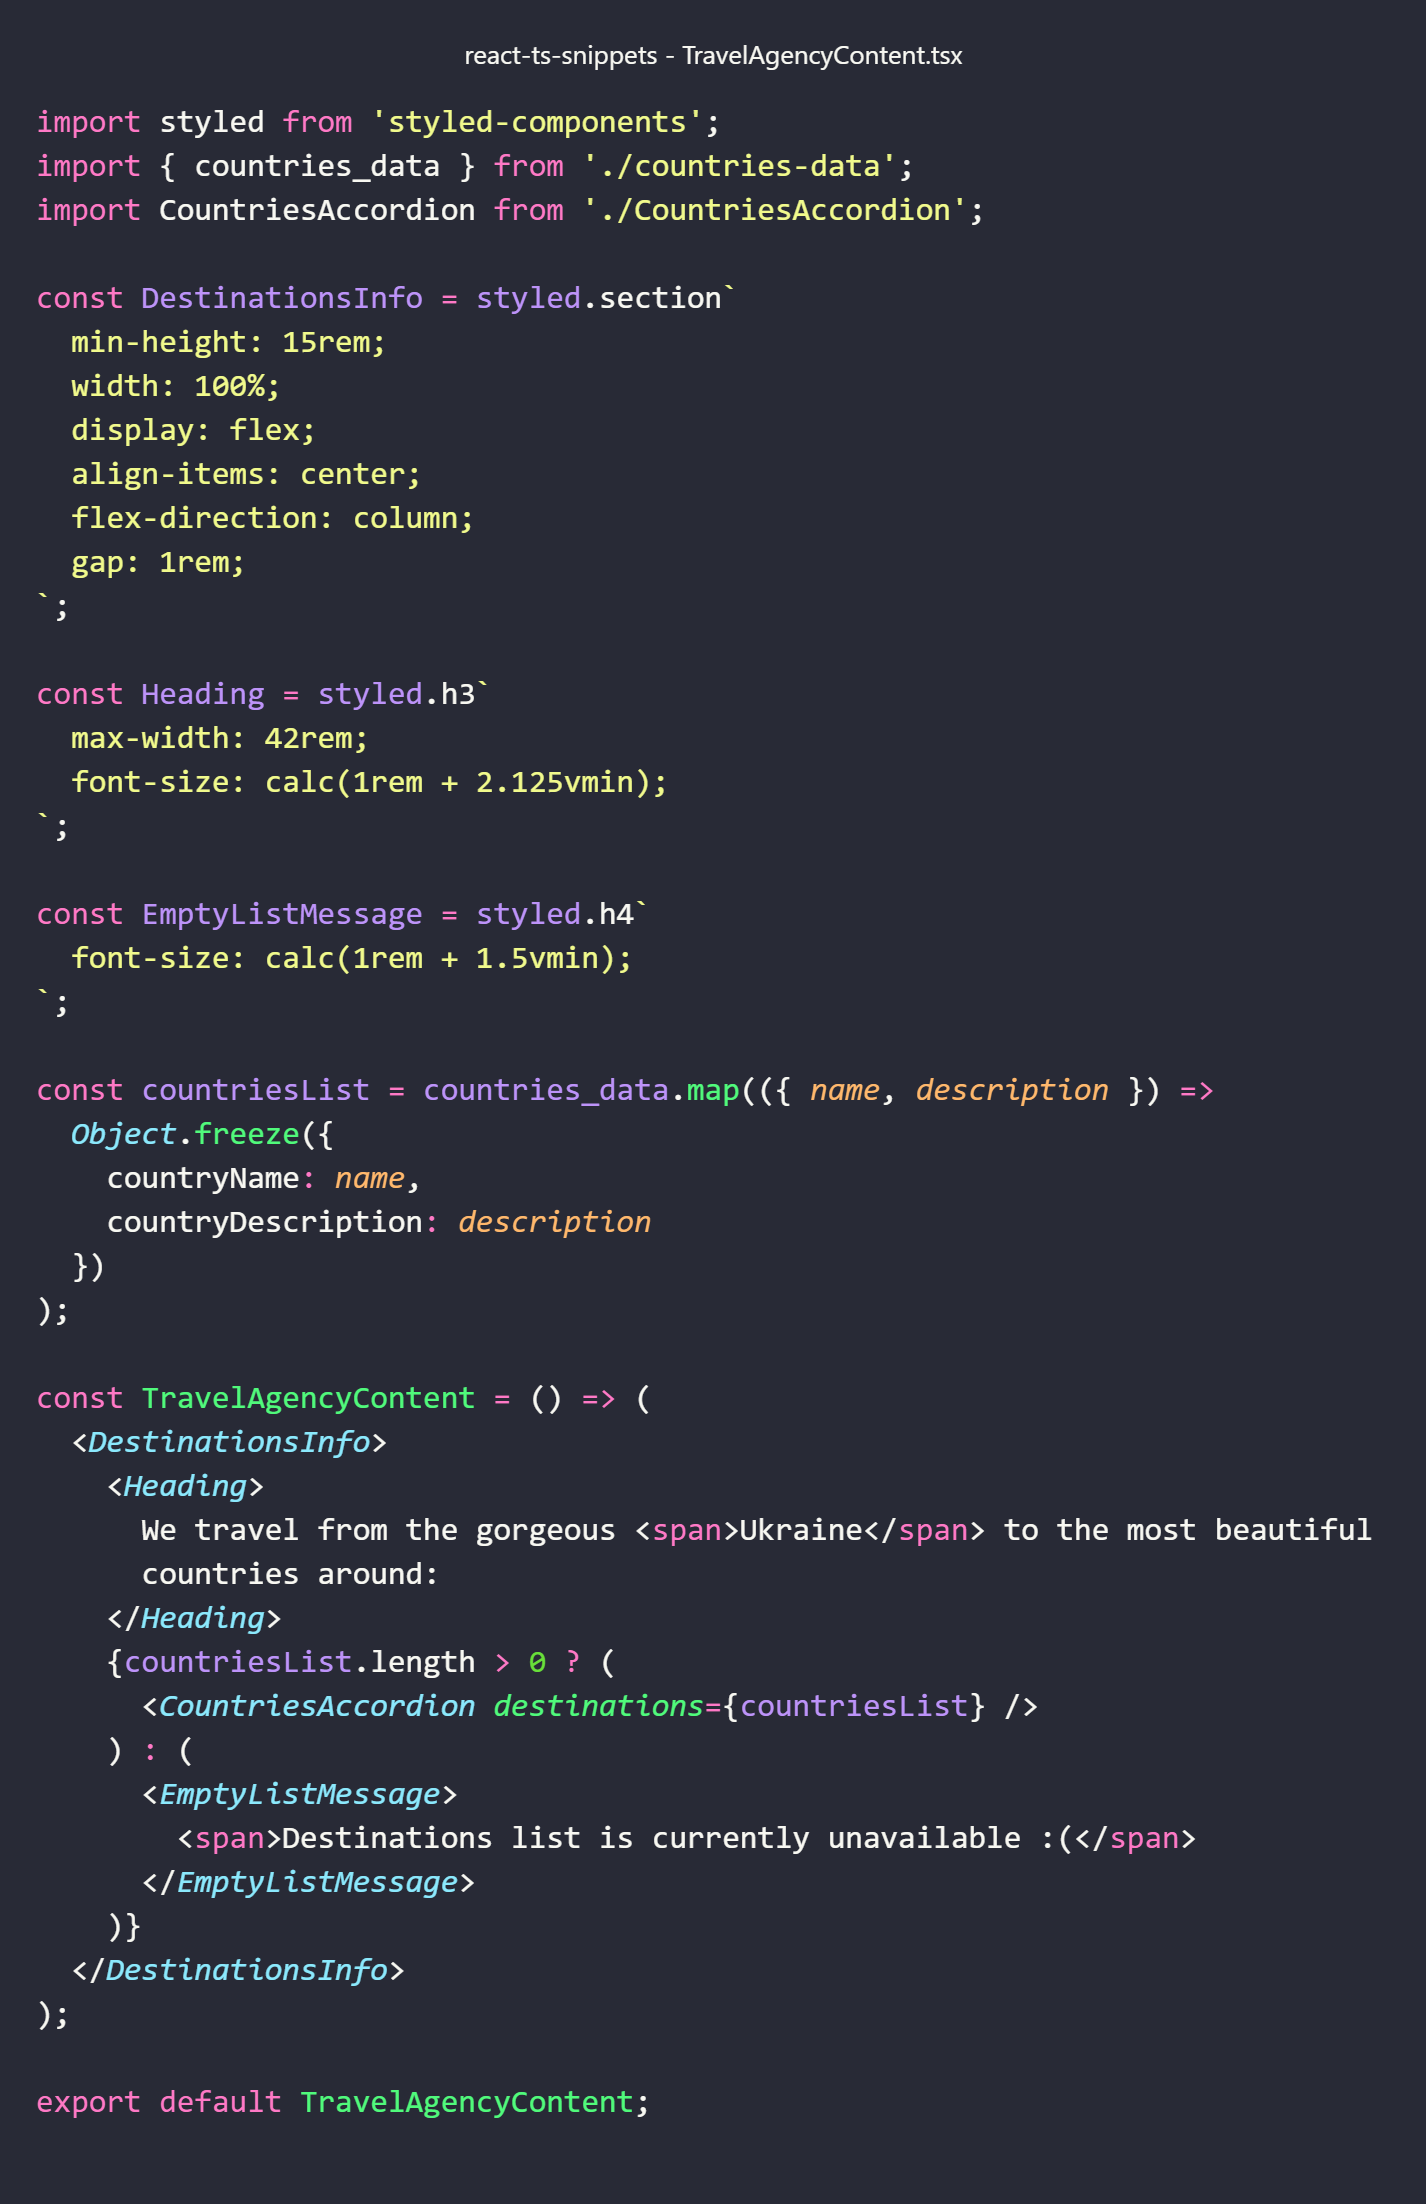 react-ts-snippets - TravelAgencyContent.tsx
import styled from 'styled-components';
import { countries_data } from './countries-data';
import CountriesAccordion from './CountriesAccordion';

const DestinationsInfo = styled.section`
  min-height: 15rem;
  width: 100%;
  display: flex;
  align-items: center;
  flex-direction: column;
  gap: 1rem;
`;

const Heading = styled.h3`
  max-width: 42rem;
  font-size: calc(1rem + 2.125vmin);
`;

const EmptyListMessage = styled.h4`
  font-size: calc(1rem + 1.5vmin);
`;

const countriesList = countries_data.map(({ name, description }) =>
  Object.freeze({
    countryName: name,
    countryDescription: description
  })
);

const TravelAgencyContent = () => (
  <DestinationsInfo>
    <Heading>
      We travel from the gorgeous <span>Ukraine</span> to the most beautiful
      countries around:
    </Heading>
    {countriesList.length > 0 ? (
      <CountriesAccordion destinations={countriesList} />
    ) : (
      <EmptyListMessage>
        <span>Destinations list is currently unavailable :(</span>
      </EmptyListMessage>
    )}
  </DestinationsInfo>
);

export default TravelAgencyContent;